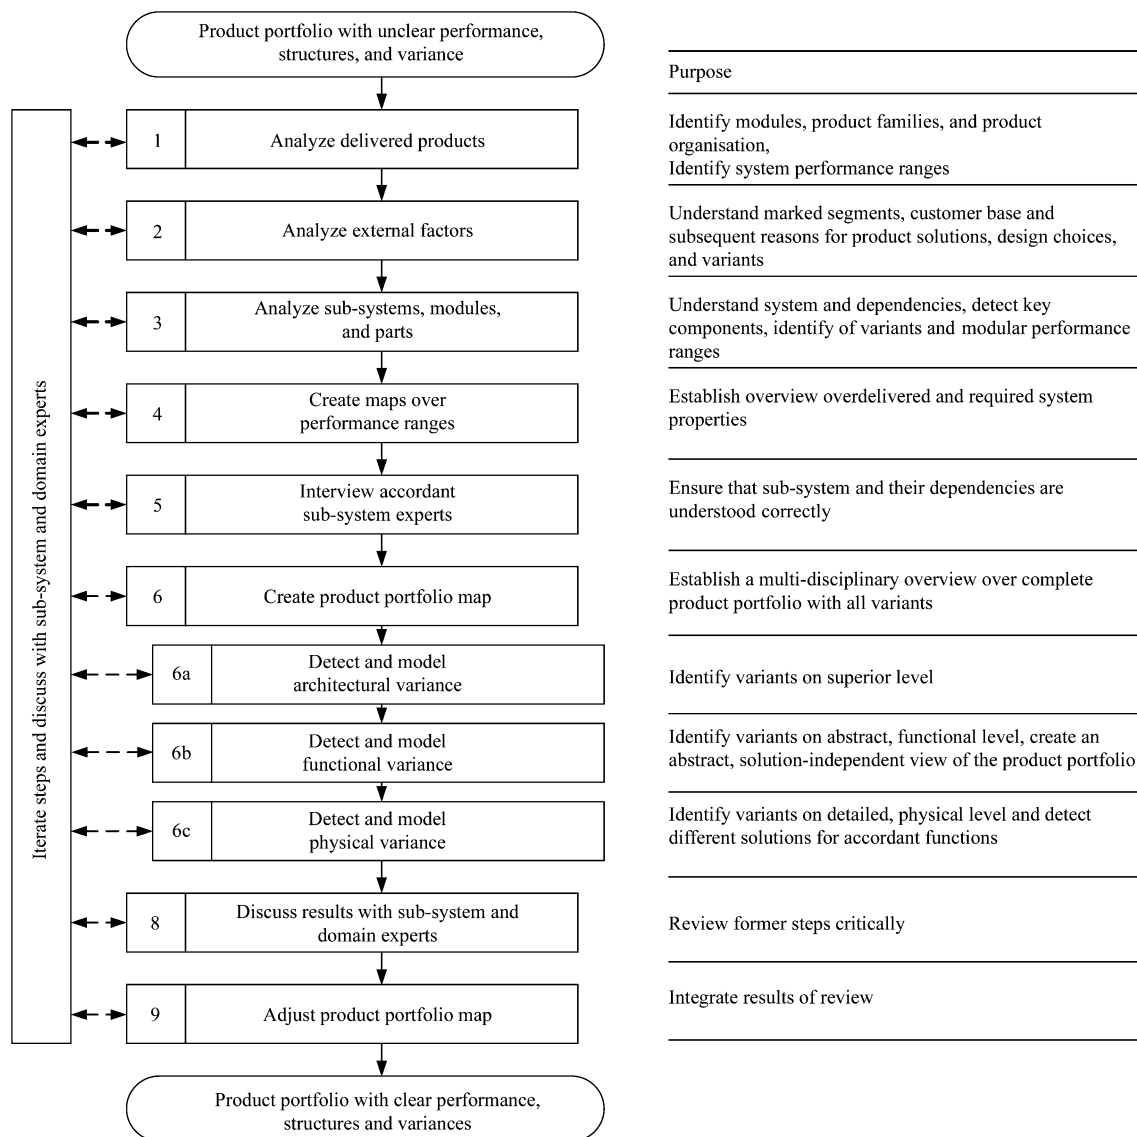 Product portfolio with unclear performance,
structures, and variance
Purpose
1
Analyze delivered products
Identify modules, product families, and product
organisation,
Identify system performance ranges
2
Analyze external factors
Understand marked segments, customer base and
subsequent reasons for product solutions, design choices,
and variants
3
Analyze sub-systems, modules,
and parts
Understand system and dependencies, detect key
components, identify of variants and modular performance
ranges
4
Create maps over
performance ranges
Establish overview overdelivered and required system
properties
5
Interview accordant
sub-system experts
Ensure that sub-system and their dependencies are
understood correctly
6
Create product portfolio map
Establish a multi-disciplinary overview over complete
product portfolio with all variants
6a
Detect and model
architectural variance
Identify variants on superior level
6b
Detect and model
functional variance
Identify variants on abstract, functional level, create an
abstract, solution-independent view of the product portfolio
6c
Detect and model
physical variance
Identify variants on detailed, physical level and detect
different solutions for accordant functions
8
Discuss results with sub-system and
domain experts
Review former steps critically
9
Adjust product portfolio map
Integrate results of review
Iterate steps and discuss with sub-system and domain experts
Product portfolio with clear performance,
structures and variances